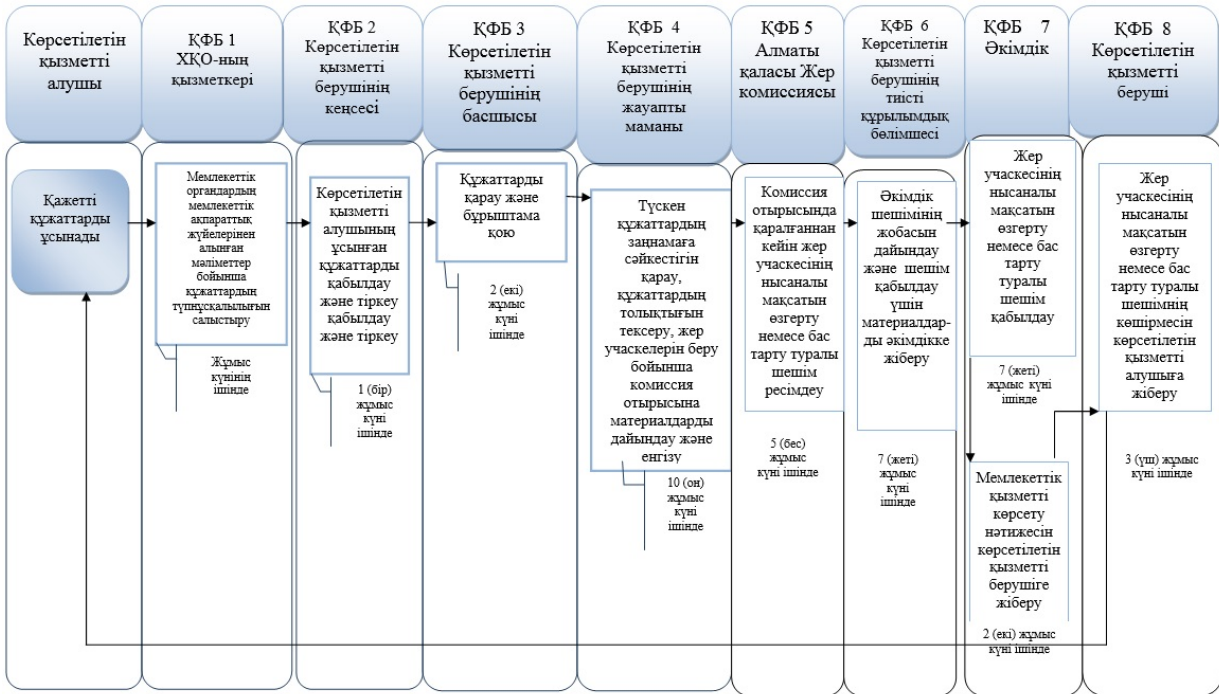 Көрсетілетін
қызметті
алушы
ҚФБ 1
ХҚО-ның
қызметкері
ҚФБ 2
Көрсетілетін
қызметті
берушінің
кеңсесі
ҚФБ 3
Көрсетілетін
қызметті
берушінің
басшысы
ҚФБ 4
Көрсетілетін
қызметті
берушінің
жауапты
маманы
ҚФБ 5
Алматы
қаласы Жер
комиссиясы
ҚФБ 6
Көрсетілетін
қызметті
берушінің
тиісті
құрылымдық
бөлімшесі
ҚФБ 7
Әкімдік
ҚФБ 8
Көрсетілетін
қызметті
беруші
Қажетті
құжаттарды
ұсынады
Мемлекеттік
органдардың
мемлекеттік
ақпараттық
жүйелерінен
алынған
мәліметтер
бойынша
құжаттардың
түпнұсқалылығын
салыстыру
Жұмыс
күнінің
ішінде
Көрсетілетін
қызметті
алушының
ұсынған
құжаттарды
қабылдау
және тіркеу
қабылдау
және тіркеу
1 (бір)
жұмыс
күні
ішінде
Құжаттарды
қарау және
бұрыштама
қою
2 (екі)
жұмыс
күні
ішінде
Түскен
құжаттардың
заңнамаға
сәйкестігін
қарау,
құжаттардың
толықтығын
тексеру, жер
учаскелерін беру
бойынша
комиссия
отырысына
материалдарды
дайындау және
енгізу
10 (он)
жұмыс
күні
ішінде
Комиссия
отырысында
қаралғаннан
кейін жер
учаскесінің
нысаналы
мақсатын
өзгерту
немесе бас
тарту туралы
шешім
ресімдеу
5 (бес)
жұмыс
күні ішінде
Әкімдік
шешімінің
жобасын
дайындау
және шешім
қабылдау
үшін
материалдар-
ды әкімдікке
жіберу
7 (жеті)
жұмыс
күні
ішінде
Жер
учаскесінің
нысаналы
мақсатын
өзгерту
немесе бас
тарту
туралы
шешім
қабылдау
7 (жеті)
жұмыс күні
ішінде
Мемлекеттік
қызметті
көрсету
нәтижесін
көрсетілетін
қызметті
берушіге
жіберу
2 (екі) жұмыс
күні ішінде
Жер
учаскесінің
нысаналы
мақсатын
өзгерту
немесе бас
тарту туралы
шешімнің
көшірмесін
көрсетілетін
қызметті
алушыға
жіберу
3 (үш) жұмыс
күні ішінде